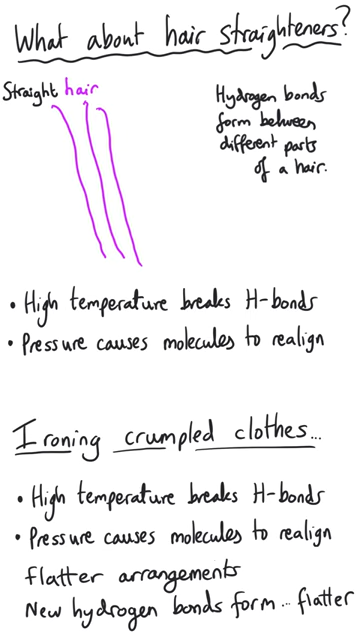 What about hair straighteners?
Straight hair
Hydrogen bonds
form between
different parts
of a hair.
• High temperature breaks H-bonds
• Pressure causes molecules to realign
Ironing crumpled clothes...
• High temperature breaks H-bonds
• Pressure causes molecules to realign
flatter arrangements
New hydrogen bonds form... flatter